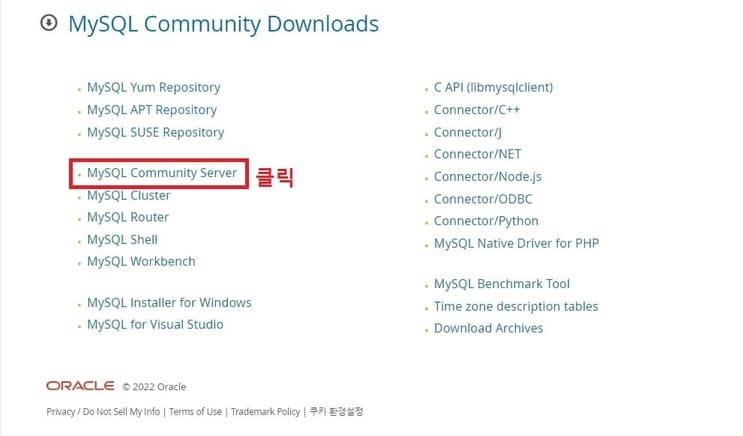 MySQL Community Downloads
MySQL Yum Repository
MySQL APT Repository
MySQL SUSE Repository
MySQL Community Server 클릭
MySQL Cluster
MySQL Router
MySQL Shell
MySQL Workbench
MySQL Installer for Windows
MySQL for Visual Studio
C API (libmysqlclient)
Connector/C++
Connector/J
Connector/NET
Connector/Node.js
Connector/ODBC
Connector/Python
MySQL Native Driver for PHP
MySQL Benchmark Tool
Time zone description tables
Download Archives
ORACLE © 2022 Oracle
Privacy / Do Not Sell My Info | Terms of Use | Trademark Policy | 쿠키 환경설정